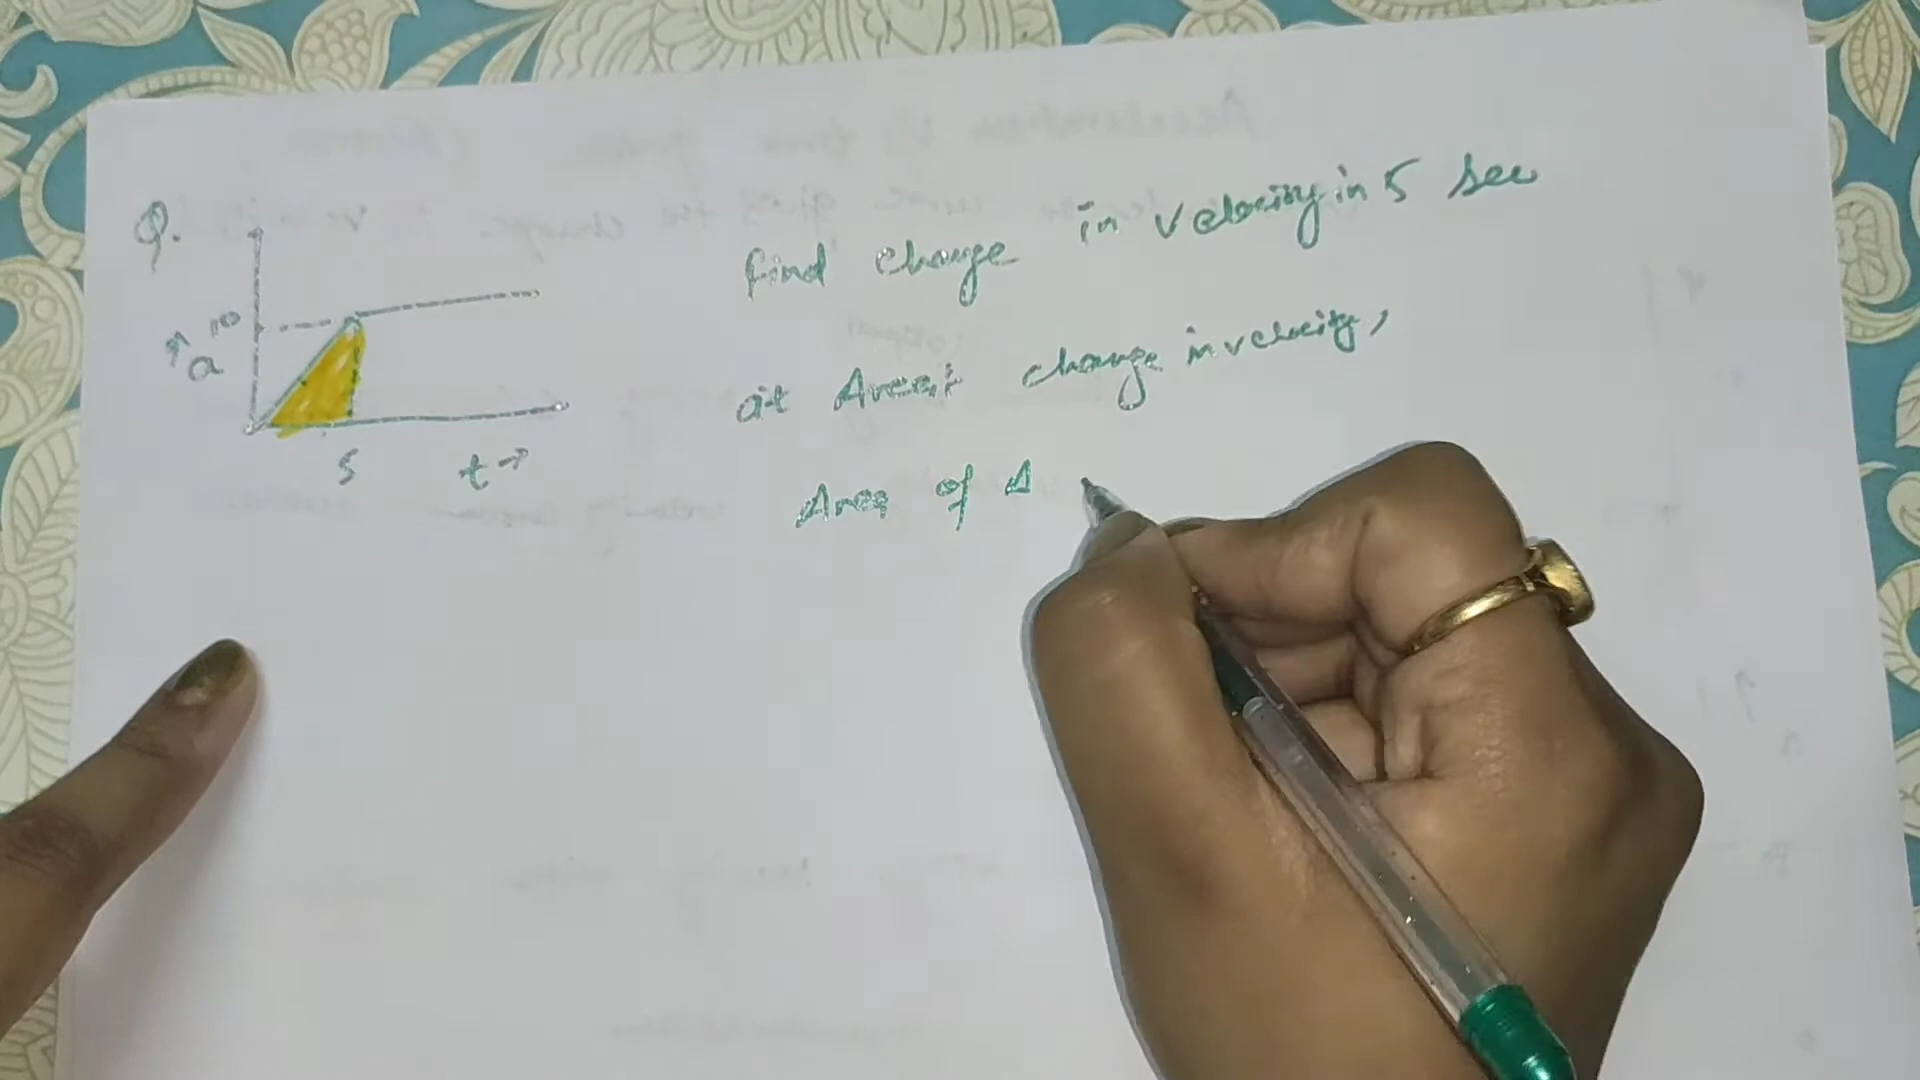 Q.
find change in velocity in 5 sec
10
↑
a
at Area: change in velocity,
5
t→
Area of Δ